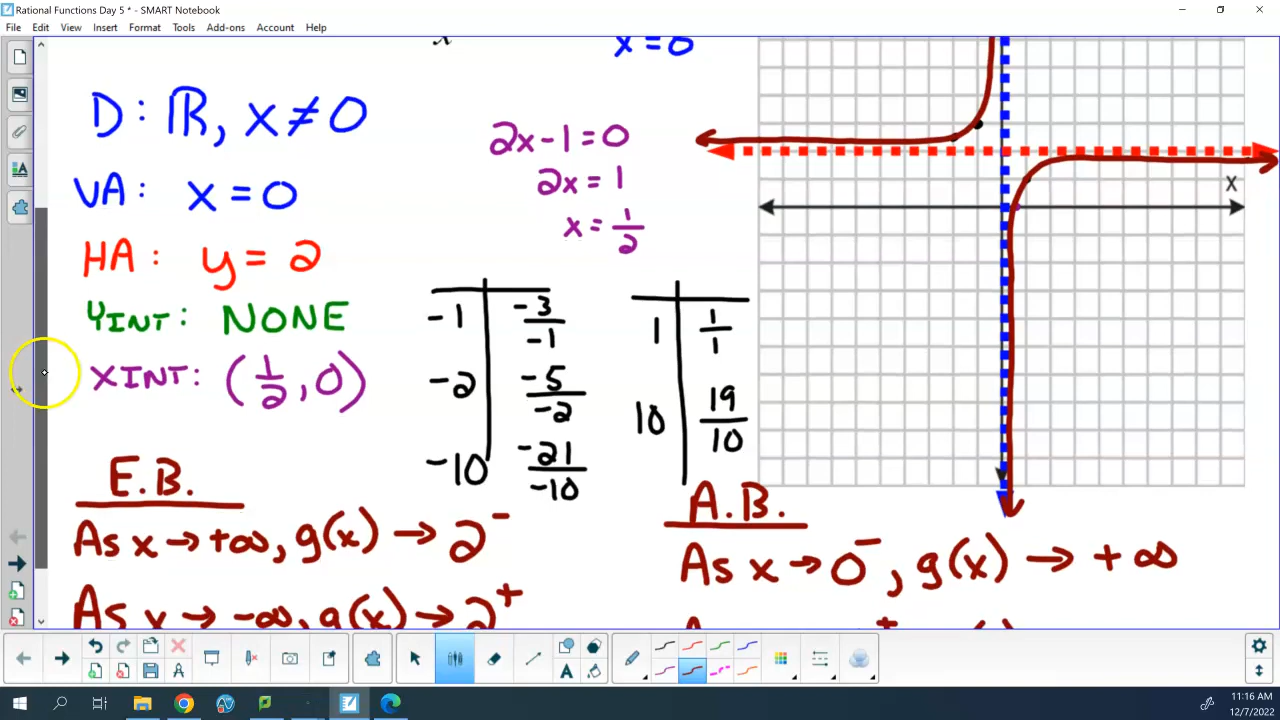 Rational Functions Day 5 * - SMART Notebook
File Edit View Insert Format Tools Add-ons Account Help
x
x = 0
D: ℝ, x ≠ 0
VA: x = 0
HA: y = 2
YINT: NONE
XINT: (1/2, 0)
2x - 1 = 0
2x = 1
x = 1/2
-1 | -3/-1
-2 | -5/-2
-10 | -21/-10
1 | 1/1
10 | 19/10
X
E.B.
As x → +∞, g(x) → 2⁻
As x → -∞, g(x) → 2⁺
A.B.
As x → 0⁻, g(x) → +∞
A
11:16 AM
12/7/2022